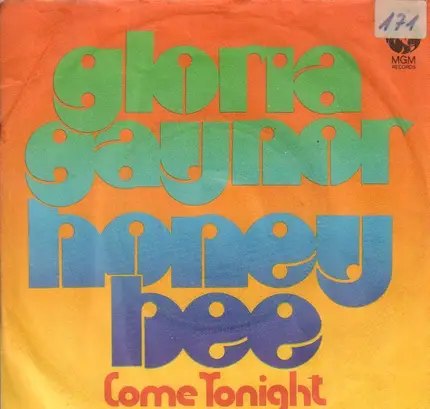 171
MGM
RECORDS
gloria
gaynor
honey
bee
Come Tonight